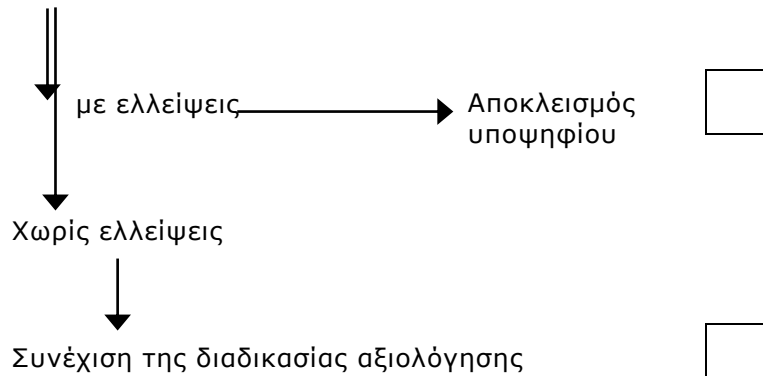 με ελλείψεις
Αποκλεισμός
υποψηφίου
Χωρίς ελλείψεις
Συνέχιση της διαδικασίας αξιολόγησης